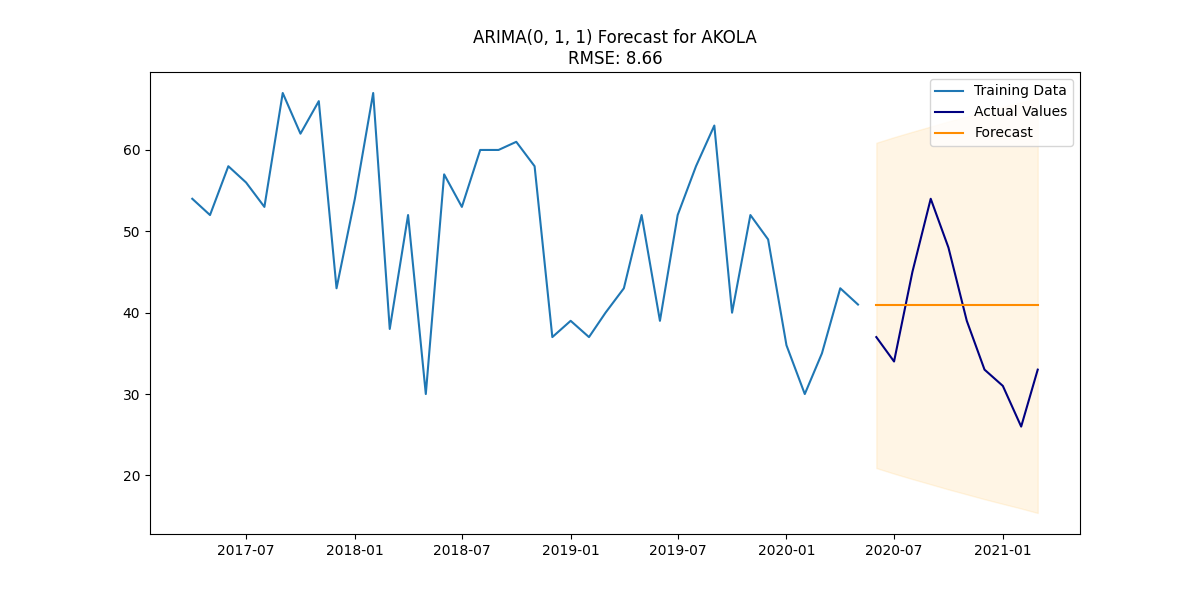 ARIMA(0, 1, 1) Forecast for AKOLA
RMSE: 8.66
Training Data
Actual Values
Forecast
60
50
40
30
20
2017-07 2018-01 2018-07 2019-01 2019-07 2020-01 2020-07 2021-01